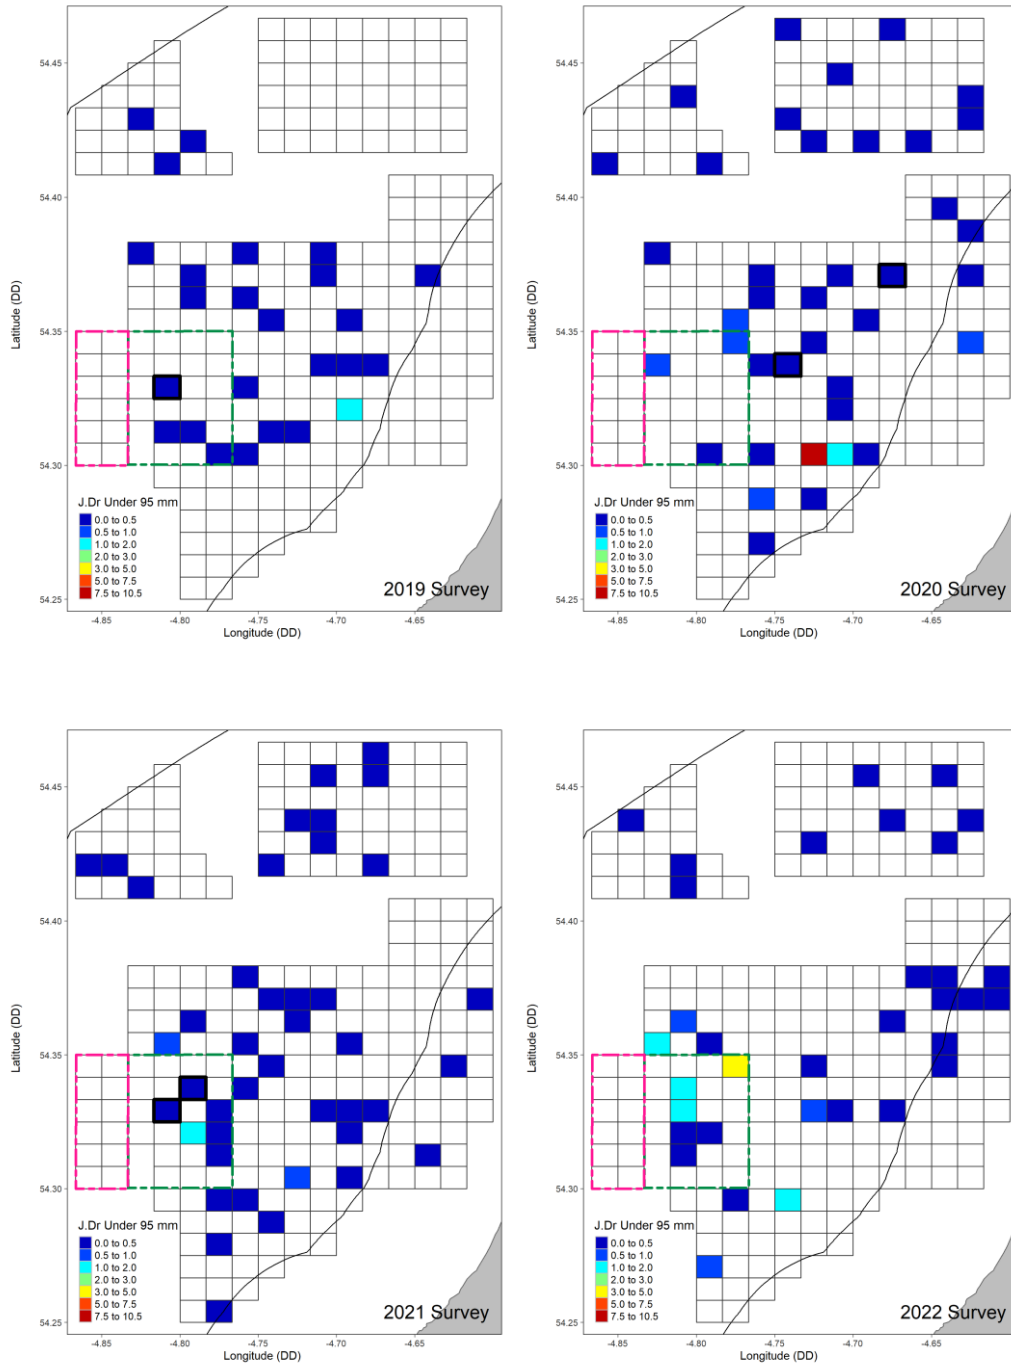 54.45
54.40
54.35
54.30
54.25
Latitude (DD)
J.Dr Under 95 mm
0.0 to 0.5
0.5 to 1.0
1.0 to 2.0
2.0 to 3.0
3.0 to 5.0
5.0 to 7.5
7.5 to 10.5
2019 Survey
-4.85
-4.80
-4.75
-4.70
-4.65
Longitude (DD)
54.45
54.40
54.35
54.30
54.25
Latitude (DD)
J.Dr Under 95 mm
0.0 to 0.5
0.5 to 1.0
1.0 to 2.0
2.0 to 3.0
3.0 to 5.0
5.0 to 7.5
7.5 to 10.5
2020 Survey
-4.85
-4.80
-4.75
-4.70
-4.65
Longitude (DD)
54.45
54.40
54.35
54.30
54.25
Latitude (DD)
J.Dr Under 95 mm
0.0 to 0.5
0.5 to 1.0
1.0 to 2.0
2.0 to 3.0
3.0 to 5.0
5.0 to 7.5
7.5 to 10.5
2021 Survey
-4.85
-4.80
-4.75
-4.70
-4.65
Longitude (DD)
54.45
54.40
54.35
54.30
54.25
Latitude (DD)
J.Dr Under 95 mm
0.0 to 0.5
0.5 to 1.0
1.0 to 2.0
2.0 to 3.0
3.0 to 5.0
5.0 to 7.5
7.5 to 10.5
2022 Survey
-4.85
-4.80
-4.75
-4.70
-4.65
Longitude (DD)